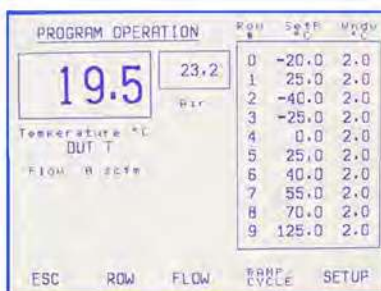 PROGRAM OPERATION
19.5
23.2
Air
Temperature °C
DUT T
Flow 0 scfm
Row # SetP °C Wndw °C
0 -20.0 2.0
1 25.0 2.0
2 -40.0 2.0
3 -25.0 2.0
4 0.0 2.0
5 25.0 2.0
6 40.0 2.0
7 55.0 2.0
8 70.0 2.0
9 125.0 2.0
ESC ROW FLOW RAMP CYCLE SETUP